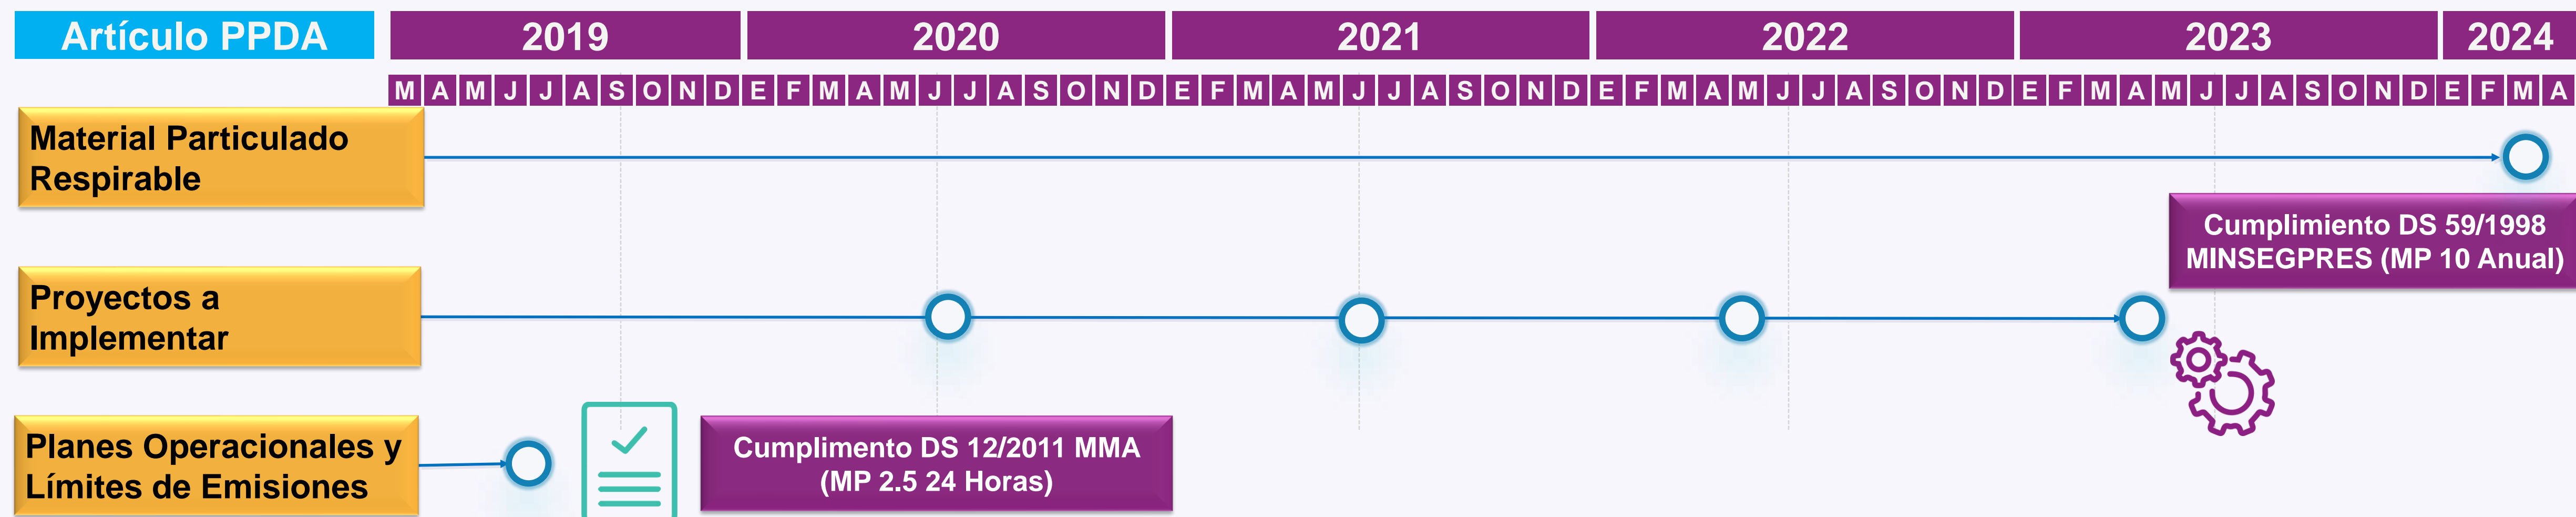 Artículo PPDA 2019 2020 2021 2022 2023 2024
M A M J J A S O N D E F M A M J J A S O N D E F M A M J J A S O N D E F M A M J J A S O N D E F M A M J J A S O N D E F M A
Material Particulado
Respirable
Cumplimiento DS 59/1998
MINSEGPRES (MP 10 Anual)
Proyectos a
Implementar
Planes Operacionales y
Límites de Emisiones
Cumplimento DS 12/2011 MMA
(MP 2.5 24 Horas)